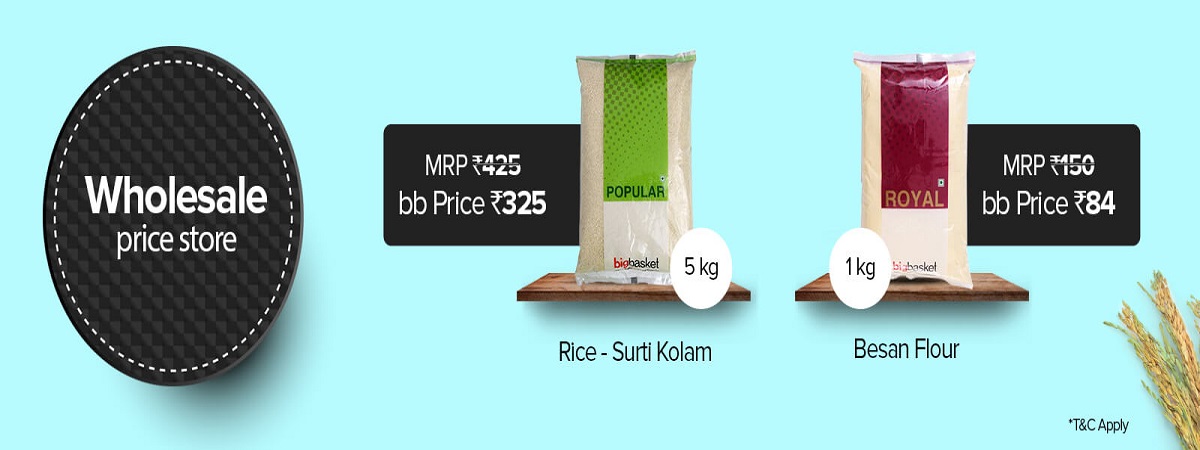 Wholesale
price store
MRP ₹425
bb Price ₹325
POPULAR
bigbasket
5 kg
Rice - Surti Kolam
MRP ₹150
bb Price ₹84
ROYAL
bigbasket
1 kg
Besan Flour
*T&C Apply